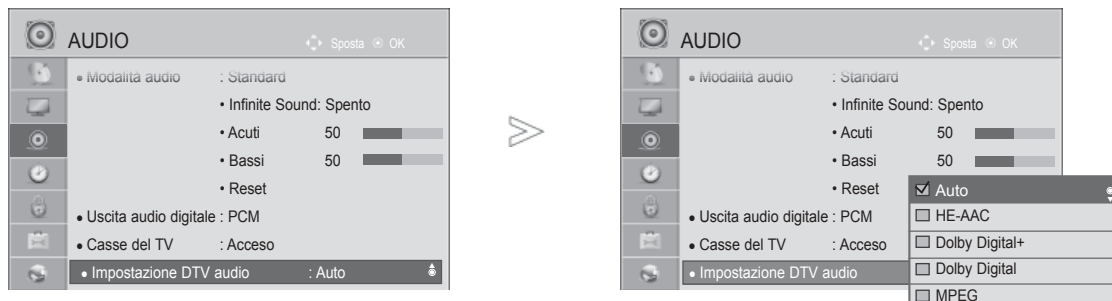 AUDIO
Sposta OK
• Modalità audio : Standard
• Infinite Sound: Spento
• Acuti 50
• Bassi 50
• Reset
• Uscita audio digitale : PCM
• Casse del TV : Acceso
• Impostazione DTV audio : Auto
AUDIO
Sposta OK
• Modalità audio : Standard
• Infinite Sound: Spento
• Acuti 50
• Bassi 50
• Reset
• Uscita audio digitale : PCM
• Casse del TV : Acceso
• Impostazione DTV audio
Auto
HE-AAC
Dolby Digital+
Dolby Digital
MPEG